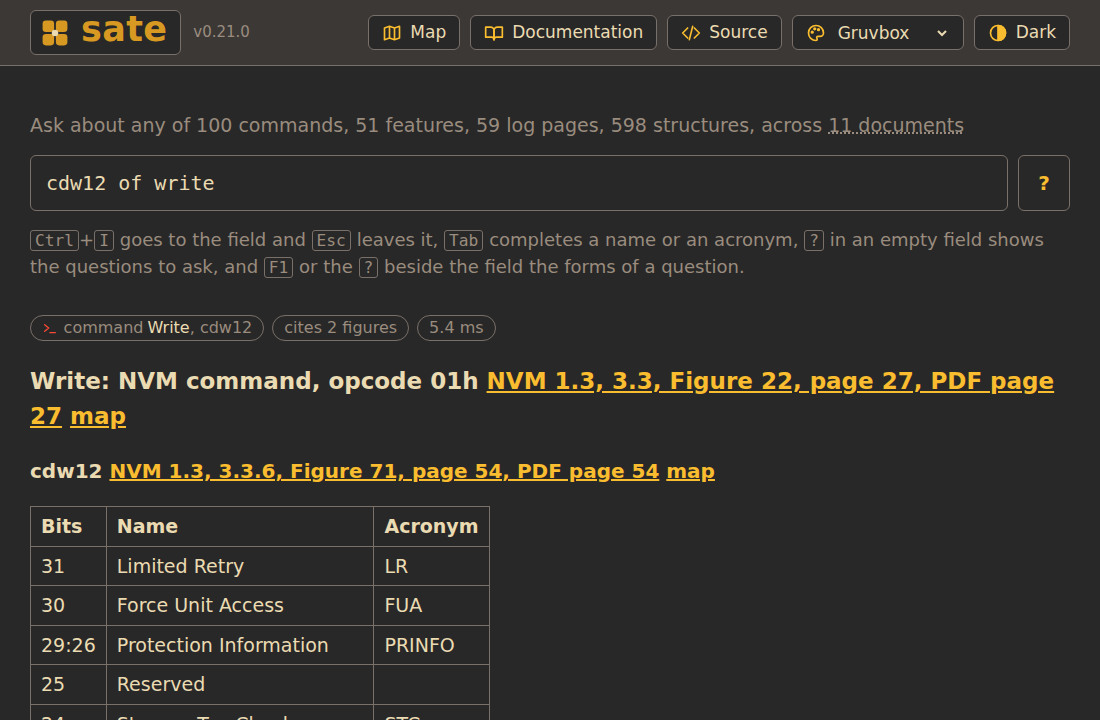 sate v0.21.0 Map Documentation Source Gruvbox Dark
Ask about any of 100 commands, 51 features, 59 log pages, 598 structures, across 11 documents
cdw12 of write ?
Ctrl+I goes to the field and Esc leaves it, Tab completes a name or an acronym, ? in an empty field shows
the questions to ask, and F1 or the ? beside the field the forms of a question.
>_ command Write, cdw12 cites 2 figures 5.4 ms
Write: NVM command, opcode 01h NVM 1.3, 3.3, Figure 22, page 27, PDF page
27 map
cdw12 NVM 1.3, 3.3.6, Figure 71, page 54, PDF page 54 map
Bits Name Acronym
31 Limited Retry LR
30 Force Unit Access FUA
29:26 Protection Information PRINFO
25 Reserved